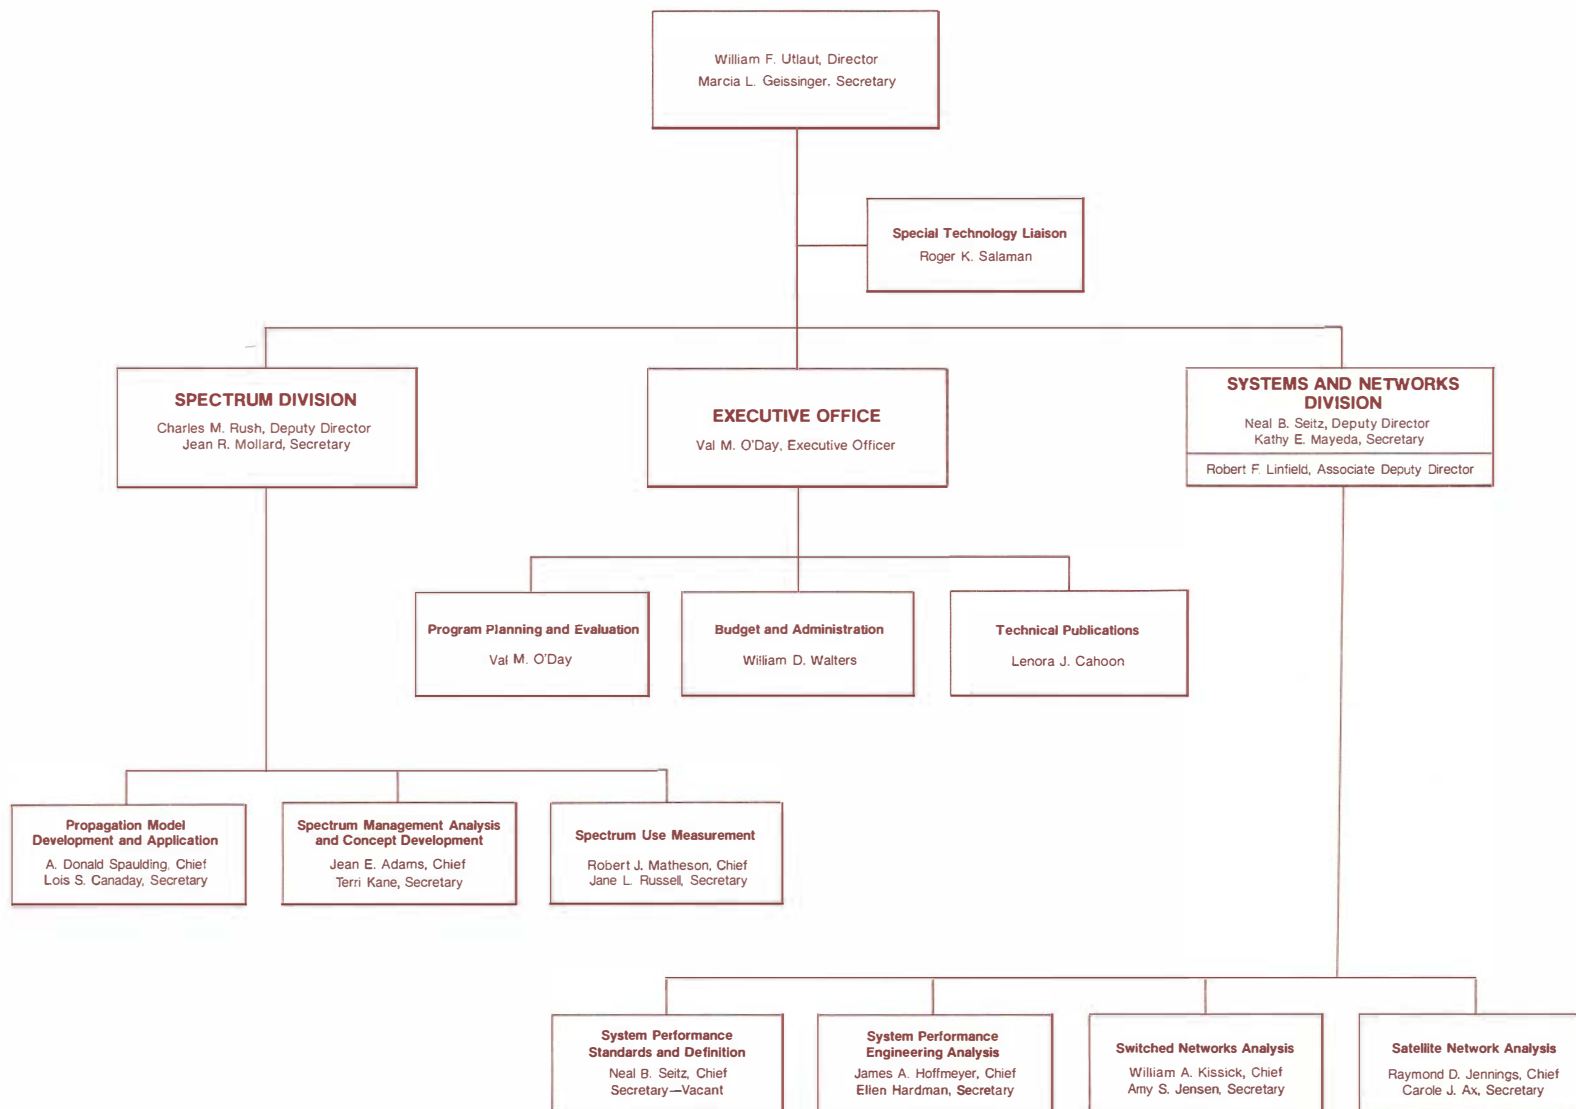 William F. Utlaut, Director
Marcia L. Geissinger, Secretary
Special Technology Liaison
Roger K. Salaman
SPECTRUM DIVISION
Charles M. Rush, Deputy Director
Jean R. Mollard, Secretary
EXECUTIVE OFFICE
Val M. O'Day, Executive Officer
SYSTEMS AND NETWORKS
DIVISION
Neal B. Seitz, Deputy Director
Kathy E. Mayeda, Secretary
Robert F. Linfield, Associate Deputy Director
Program Planning and Evaluation
Val M. O'Day
Budget and Administration
William D. Walters
Technical Publications
Lenora J. Cahoon
Propagation Model
Development and Application
A. Donald Spaulding, Chief
Lois S. Canaday, Secretary
Spectrum Management Analysis
and Concept Development
Jean E. Adams, Chief
Terri Kane, Secretary
Spectrum Use Measurement
Robert J. Matheson, Chief
Jane L. Russell, Secretary
System Performance
Standards and Definition
Neal B. Seitz, Chief
Secretary—Vacant
System Performance
Engineering Analysis
James A. Hoffmeyer, Chief
Ellen Hardman, Secretary
Switched Networks Analysis
William A. Kissick, Chief
Amy S. Jensen, Secretary
Satellite Network Analysis
Raymond D. Jennings, Chief
Carole J. Ax, Secretary